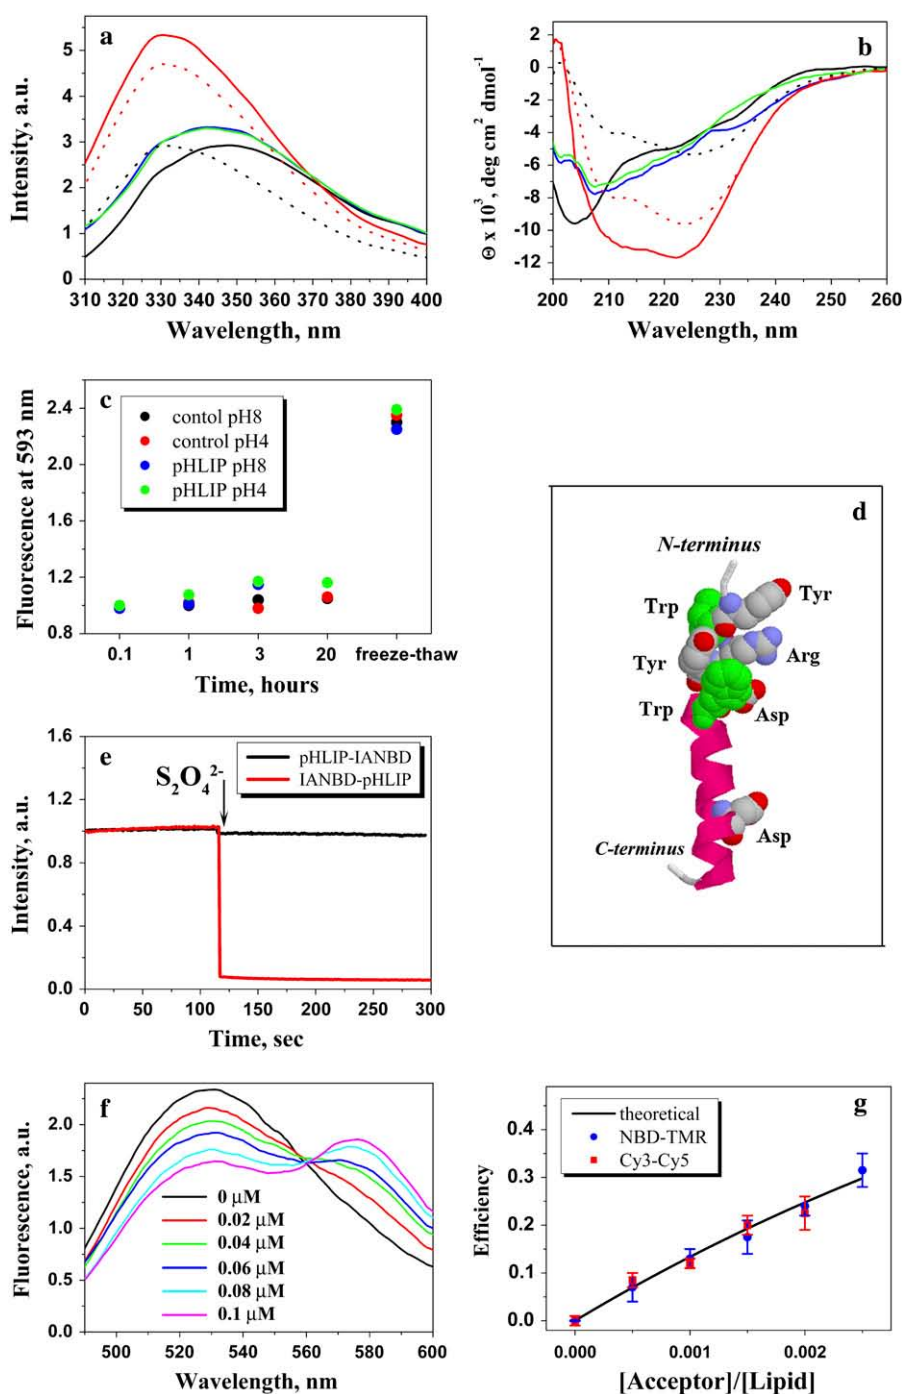 a
Intensity, a.u.
5
4
3
2
1
0
310 320 330 340 350 360 370 380 390 400
Wavelength, nm
b
Θ x 10³, deg cm² dmol⁻¹
0
-2
-4
-6
-8
-10
-12
200 210 220 230 240 250 260
Wavelength, nm
c
Fluorescence at 593 nm
2.4
2.0
1.6
1.2
0.8
contol pH8
control pH4
pHLIP pH8
pHLIP pH4
0.1 1 3 20 freeze-thaw
Time, hours
d
N-terminus
Trp
Tyr
Tyr
Arg
Trp
Asp
Asp
C-terminus
e
Intensity, a.u.
1.6
1.2
0.8
0.4
0.0
pHLIP-IANBD
IANBD-pHLIP
S₂O₄²⁻
0 50 100 150 200 250 300
Time, sec
f
Fluorescence, a.u.
2.0
1.5
1.0
0.5
0.0
0 μM
0.02 μM
0.04 μM
0.06 μM
0.08 μM
0.1 μM
500 520 540 560 580 600
Wavelength, nm
g
Efficiency
0.4
0.3
0.2
0.1
0.0
theoretical
NBD-TMR
Cy3-Cy5
0.000 0.001 0.002
[Acceptor]/[Lipid]